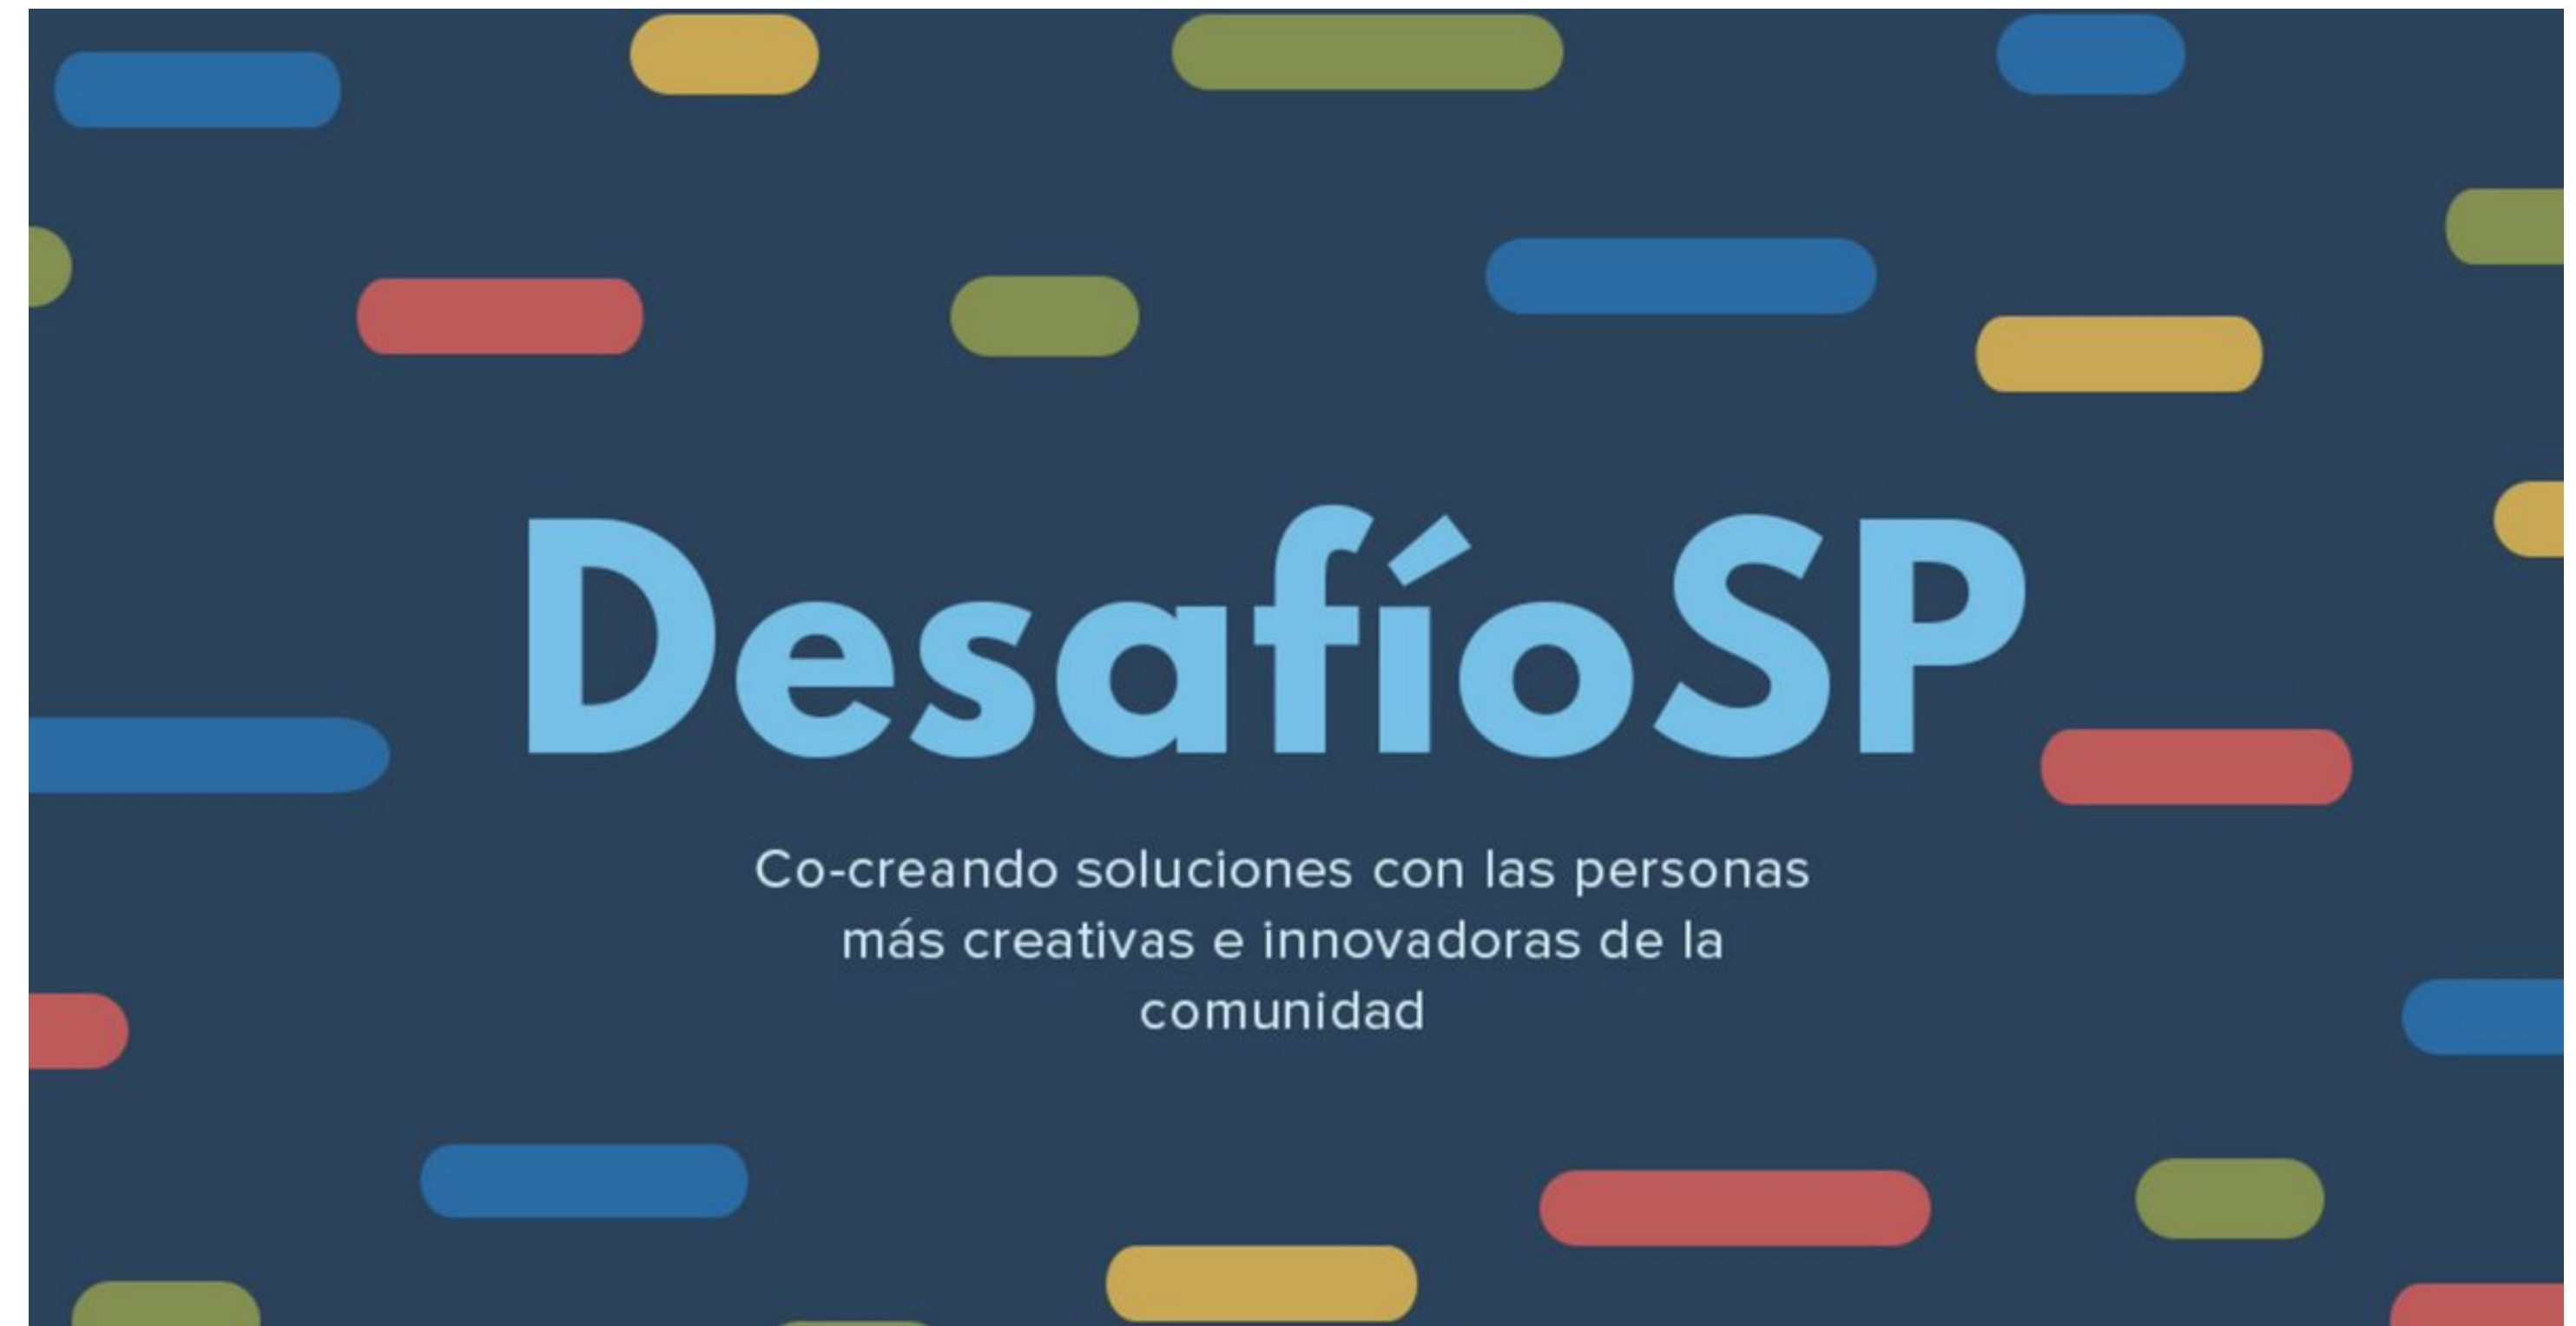 DesafíoSP
Co-creando soluciones con las personas
más creativas e innovadoras de la
comunidad